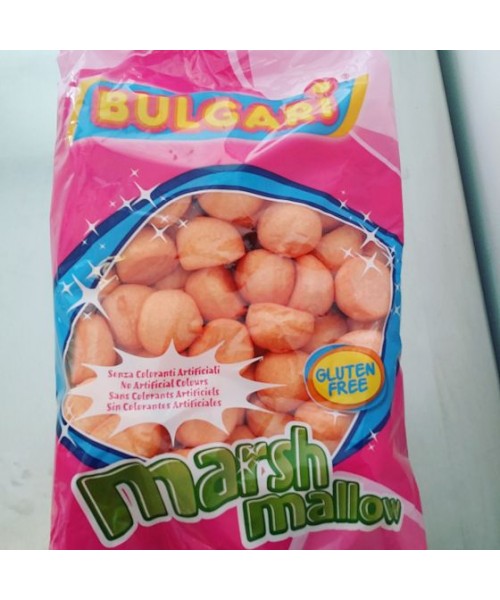 BULGARI
Senza Coloranti Artificiali
No Artificial Colours
Sans Colorants Artificiels
Sin Colorantes Artificiales
GLUTEN
FREE
marsh
mallow